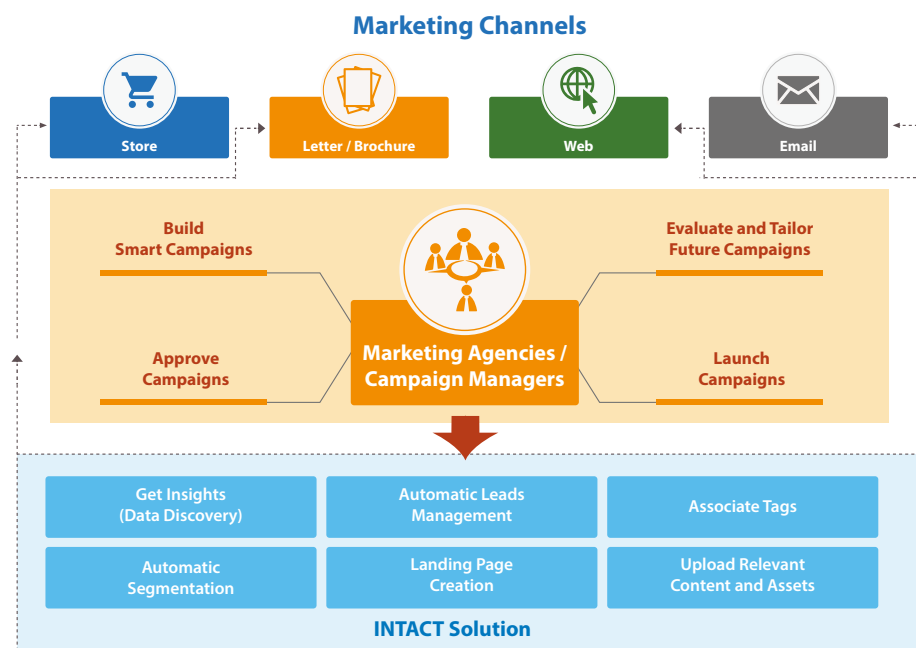 Marketing Channels
Store
Letter / Brochure
Web
Email
Build
Smart Campaigns
Evaluate and Tailor
Future Campaigns
Marketing Agencies /
Campaign Managers
Approve
Campaigns
Launch
Campaigns
Get Insights
(Data Discovery)
Automatic Leads
Management
Associate Tags
Automatic
Segmentation
Landing Page
Creation
Upload Relevant
Content and Assets
INTACT Solution